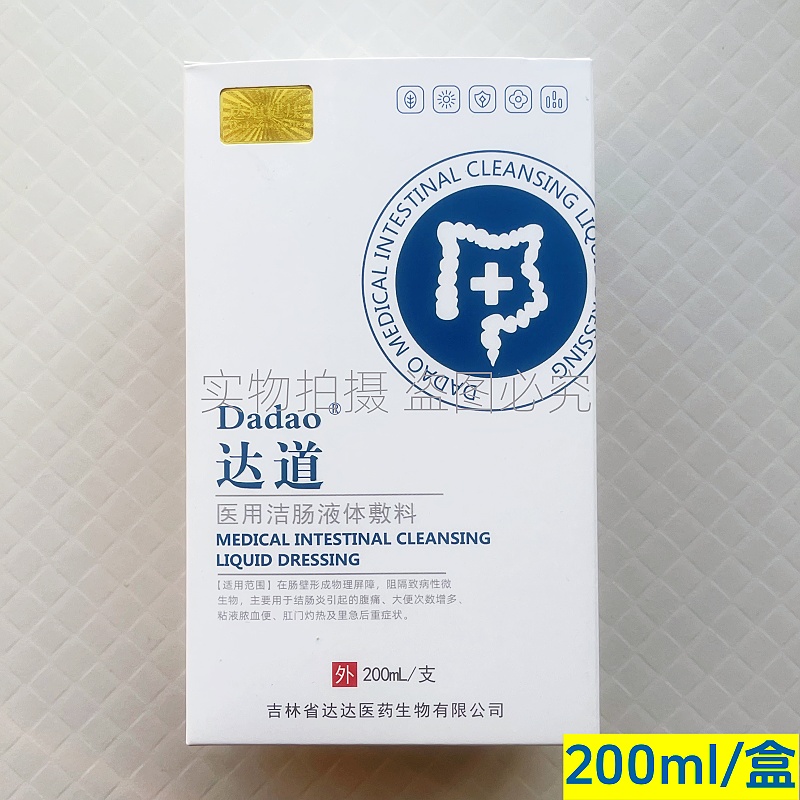 DADAO MEDICAL INTESTINAL CLEANSING LIQUID DRESSING
实物拍摄 盗图必究
Dadao®
达道
医用洁肠液体敷料
MEDICAL INTESTINAL CLEANSING
LIQUID DRESSING
【适用范围】在肠壁形成物理屏障，阻隔致病性微
生物，主要用于结肠炎引起的腹痛、大便次数增多、
粘液脓血便、肛门灼热及里急后重症状。
外 200mL/支
吉林省达达医药生物有限公司
200ml/盒